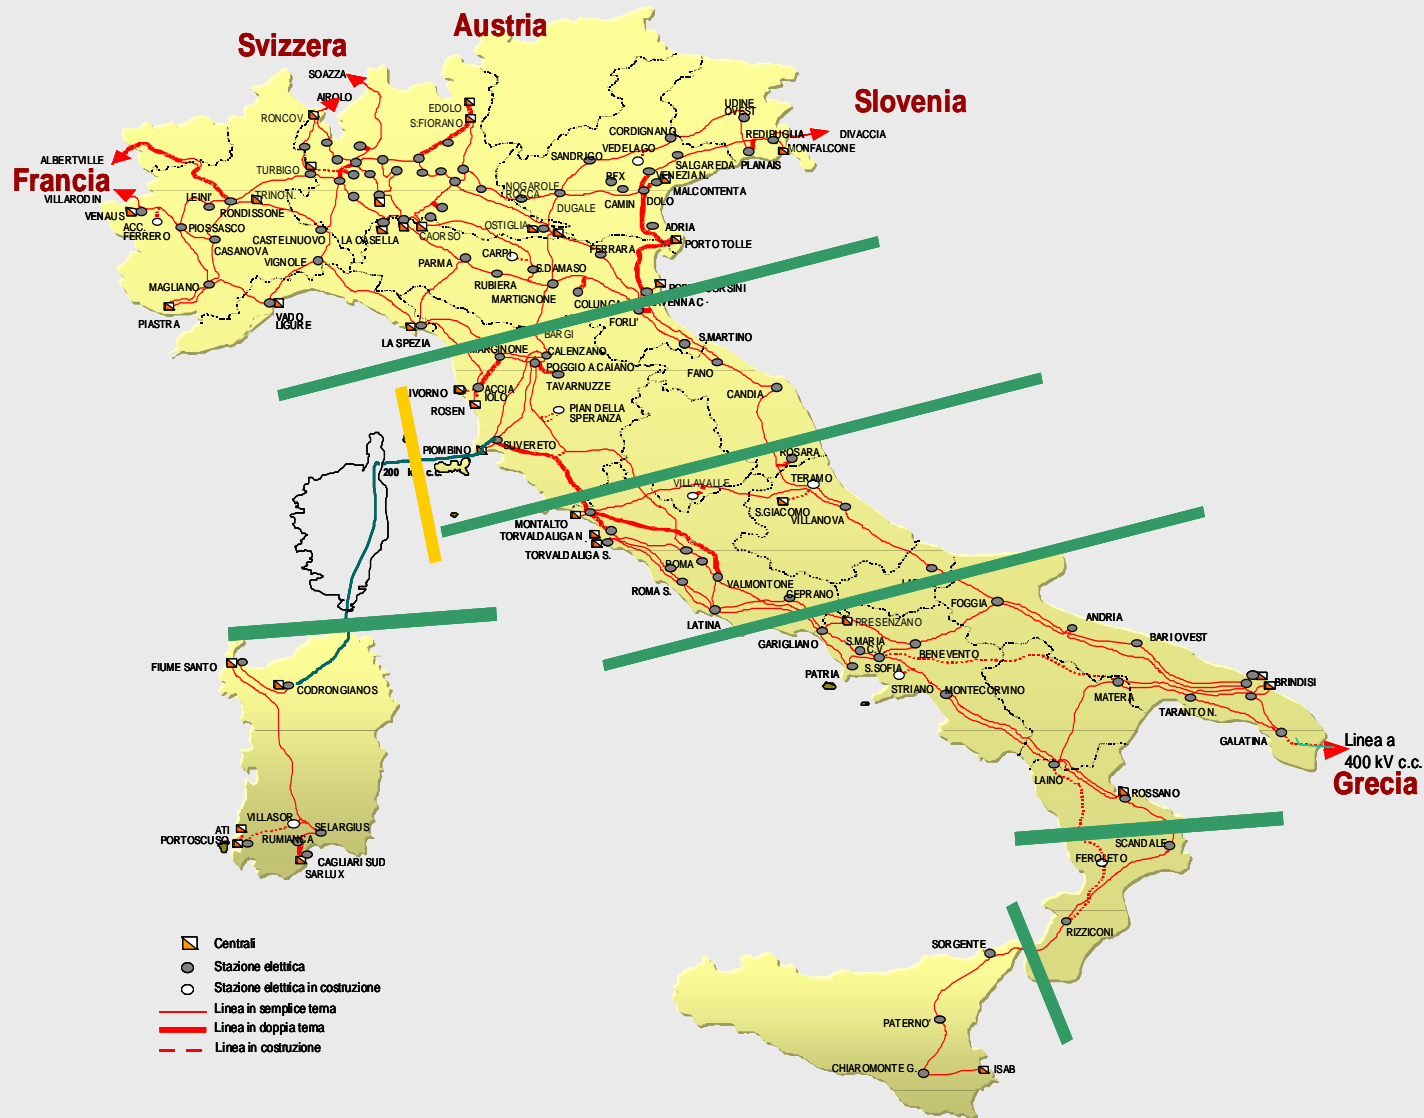 Austria
Svizzera
SOAZZA
AIROLO
Slovenia
EDOLO
S.FIORANO
RONCOV.
UDINE
OVEST
CORDIGNANO
REDIPUGLIA
DIVACCIA
VEDELAGO
MONFALCONE
ALBERTVILLE
SANDRIGO
SALGAREDA
PLANAIS
TURBIGO
VENEZIA N.
Francia
VILLARODIN
LEINI'
TRINO N.
NOGAROLE
ROCCA
MALCONTENTA
CAMIN
DOLO
RONDISSONE
DUGALE
VENAUS
ACC.
FERRERO
PIOSSASCO
OSTIGLIA
ADRIA
CASTELNUOVO
LA CASELLA
CAORSO
PORTO TOLLE
CASANOVA
CARPI
FERRARA
VIGNOLE
PARMA
S.DAMASO
MAGLIANO
RUBIERA
MARTIGNONE
COLUNGA
PIASTRA
VADO
LIGURE
FORLI'
BARGI
LA SPEZIA
S.MARTINO
CALENZANO
POGGIO A CAIANO
FANO
TAVARNUZZE
CANDIA
ACCIA
IOLO
ROSEN
PIAN DELLA
SPERANZA
PIOMBINO
SUVERETO
ROSARA
TERAMO
VILLAVALLE
S.GIACOMO
VILLANOVA
MONTALTO
TORVALDALIGA N.
TORVALDALIGA S.
ROMA
VALMONTONE
ROMA S.
CEPRANO
LATINA
FOGGIA
ANDRIA
PRESENZANO
GARIGLIANO
S.MARIA
C.V.
BARI OVEST
BENEVENTO
FIUME SANTO
PATRIA
S.SOFIA
STRIANO
MONTECORVINO
MATERA
BRINDISI
CODRONGIANOS
TARANTO N.
GALATINA
Linea a
400 kV c.c.
Grecia
LAINO
ROSSANO
VILLASOR
ATI
SELARGIUS
PORTOSCUSO
RUMIANCA
SCANDALE
FEROLETO
CAGLIARI SUD
SARLUX
RIZZICONI
SORGENTE
Centrali
Stazione elettrica
Stazione elettrica in costruzione
Linea in semplice terna
Linea in doppia terna
Linea in costruzione
PATERNO'
CHIAROMONTE G.
ISAB